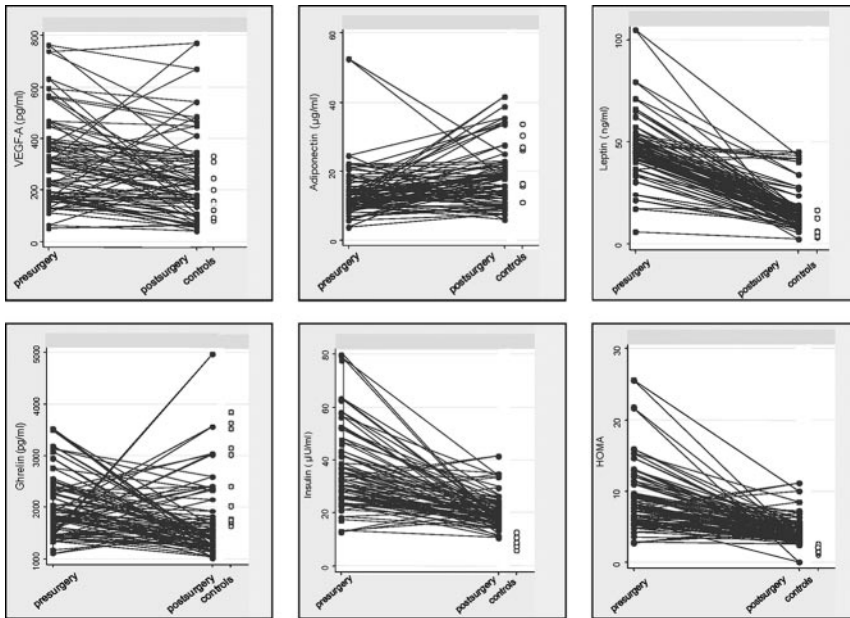 VEGF-A (pg/ml)
800
600
400
200
0
presurgery
postsurgery
controls
Adiponectin (µg/ml)
60
40
20
0
presurgery
postsurgery
controls
Leptin (ng/ml)
100
50
0
presurgery
postsurgery
controls
Ghrelin (pg/ml)
5000
4000
3000
2000
1000
presurgery
postsurgery
controls
Insulin (µU/ml)
80
60
40
20
0
presurgery
postsurgery
controls
HOMA
30
20
10
0
presurgery
postsurgery
controls